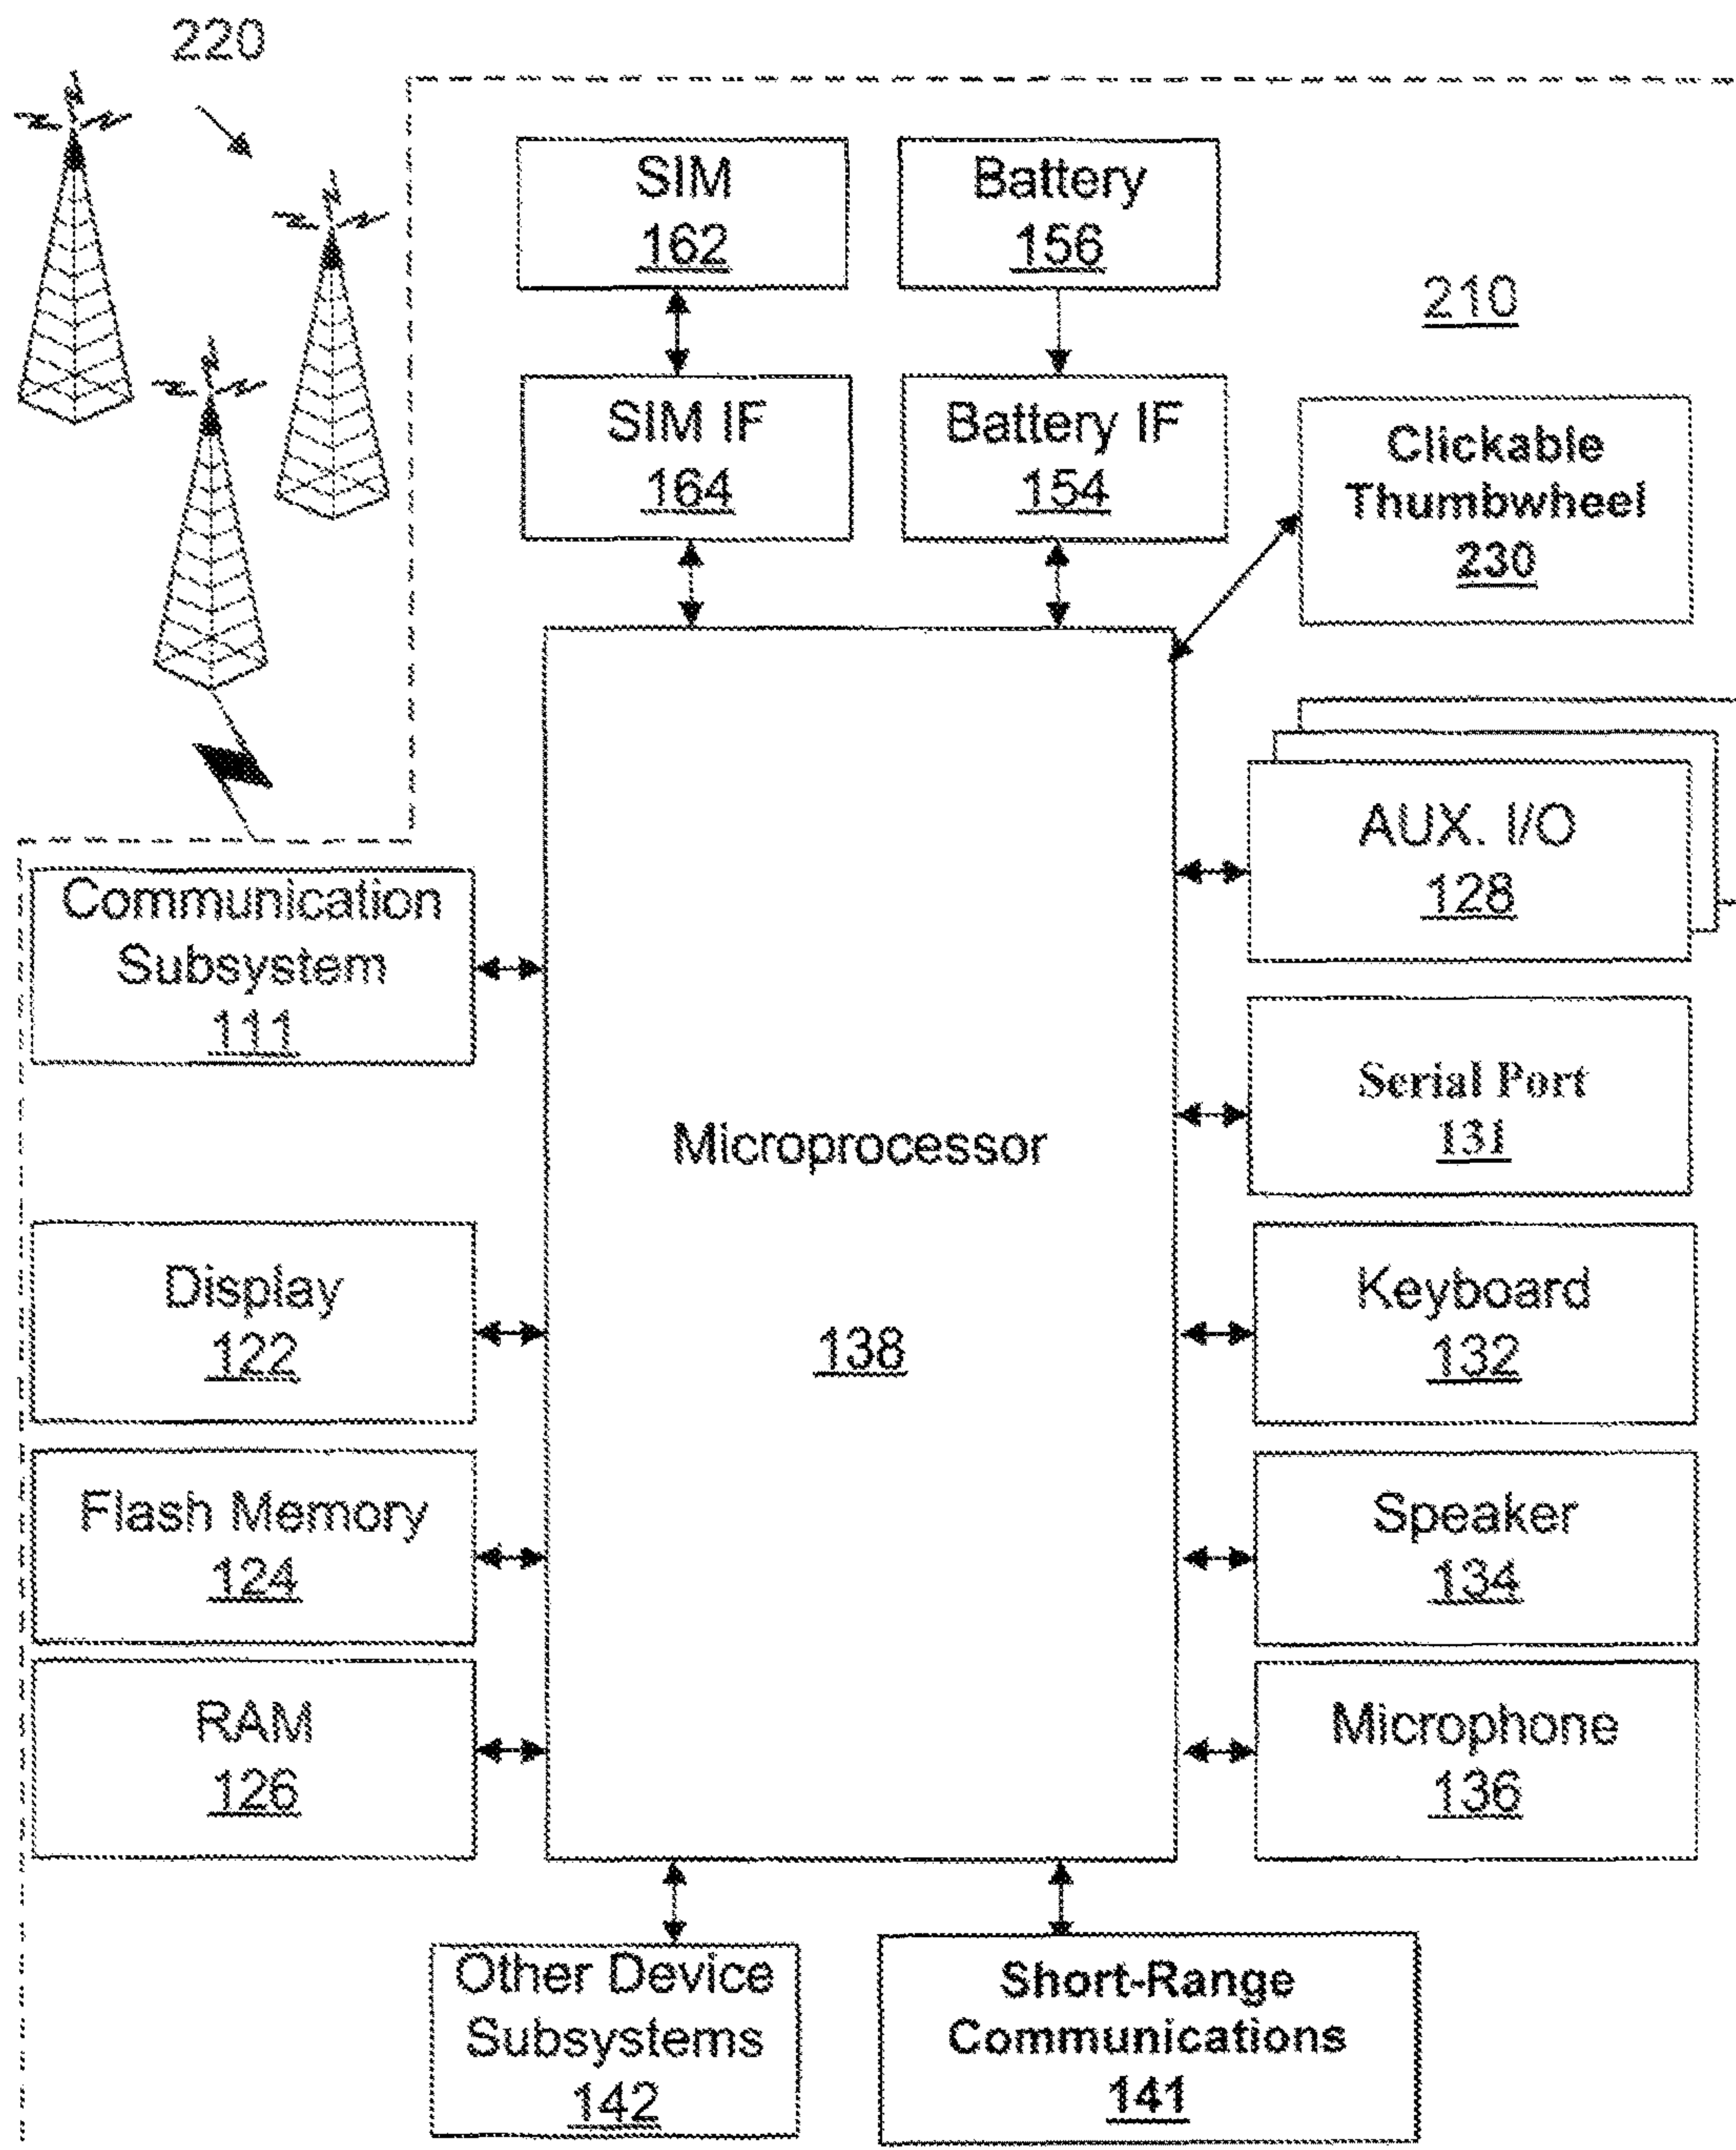 220
SIM
162
Battery
156
210
SIM IF
164
Battery IF
154
Clickable
Thumbwheel
230
AUX. I/O
128
Communication
Subsystem
111
Serial Port
131
Microprocessor
138
Display
122
Keyboard
132
Flash Memory
124
Speaker
134
RAM
126
Microphone
136
Other Device
Subsystems
142
Short-Range
Communications
141